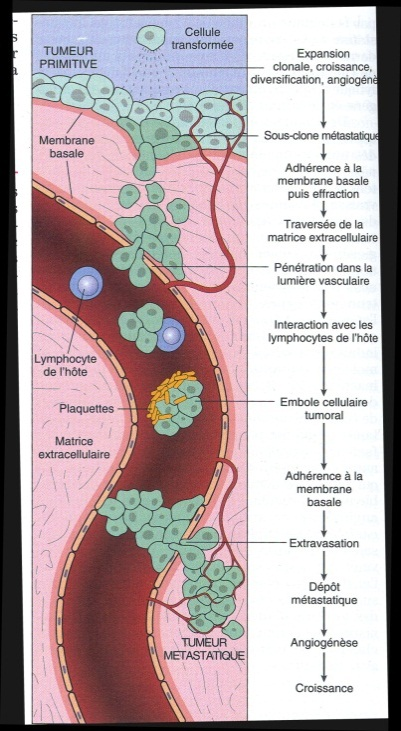 Cellule
transformée
TUMEUR
PRIMITIVE
Membrane
basale
Lymphocyte
de l'hôte
Plaquettes
Matrice
extracellulaire
TUMEUR
METASTATIQUE
Expansion
clonale, croissance,
diversification, angiogénè
Sous-clone métastatique
Adhérence à la
membrane basale
puis effraction
Traversée de la
matrice extracellulaire
Pénétration dans la
lumière vasculaire
Interaction avec les
lymphocytes de l'hôte
Embole cellulaire
tumoral
Adhérence à la
membrane
basale
Extravasation
Dépôt
métastatique
Angiogénèse
Croissance